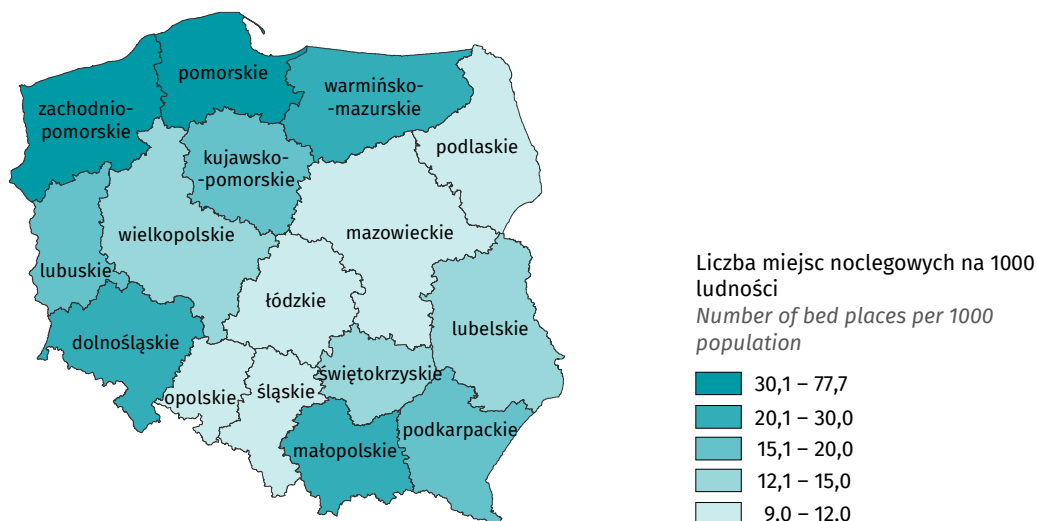 pomorskie
warmińsko-
-mazurskie
zachodnio-
pomorskie
podlaskie
kujawsko-
-pomorskie
wielkopolskie
mazowieckie
lubuskie
łódzkie
dolnośląskie
lubelskie
opolskie
śląskie
świętokrzyskie
małopolskie
podkarpackie
Liczba miejsc noclegowych na 1000
ludności
Number of bed places per 1000
population
30,1 – 77,7
20,1 – 30,0
15,1 – 20,0
12,1 – 15,0
9,0 – 12,0